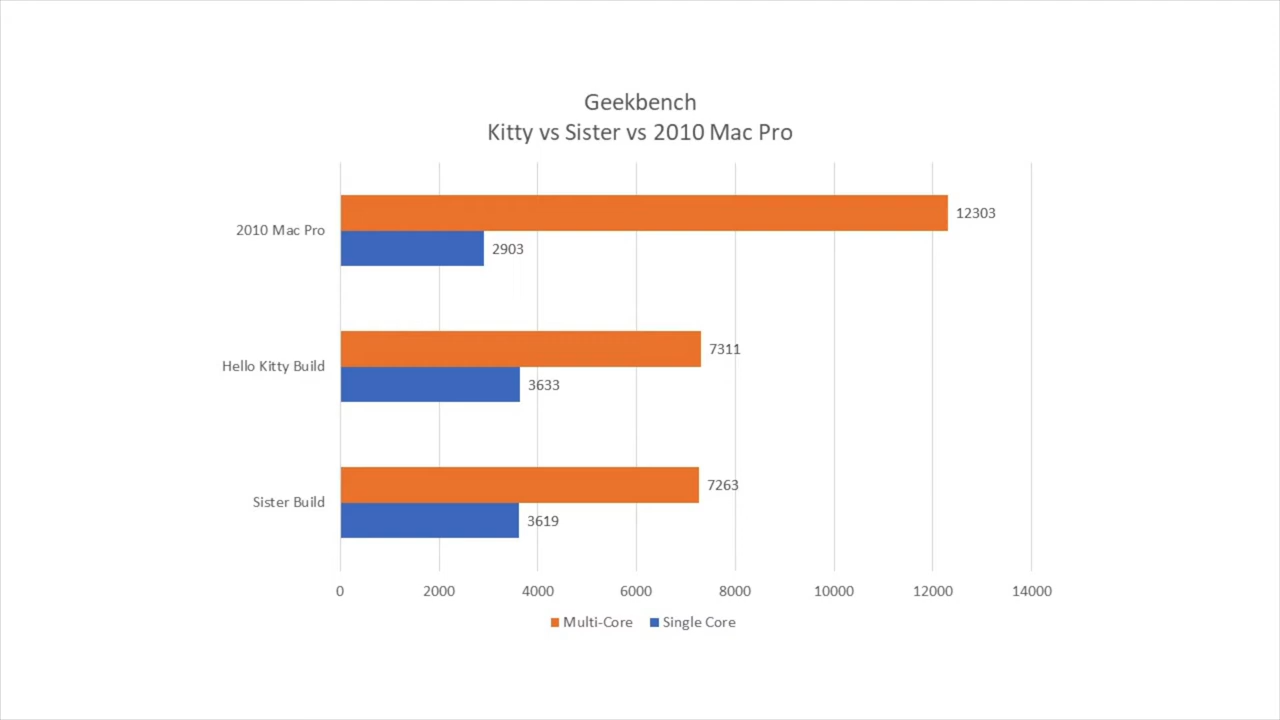 Geekbench
Kitty vs Sister vs 2010 Mac Pro
12303
2010 Mac Pro
2903
7311
Hello Kitty Build
3633
7263
Sister Build
3619
0 2000 4000 6000 8000 10000 12000 14000
Multi-Core Single Core